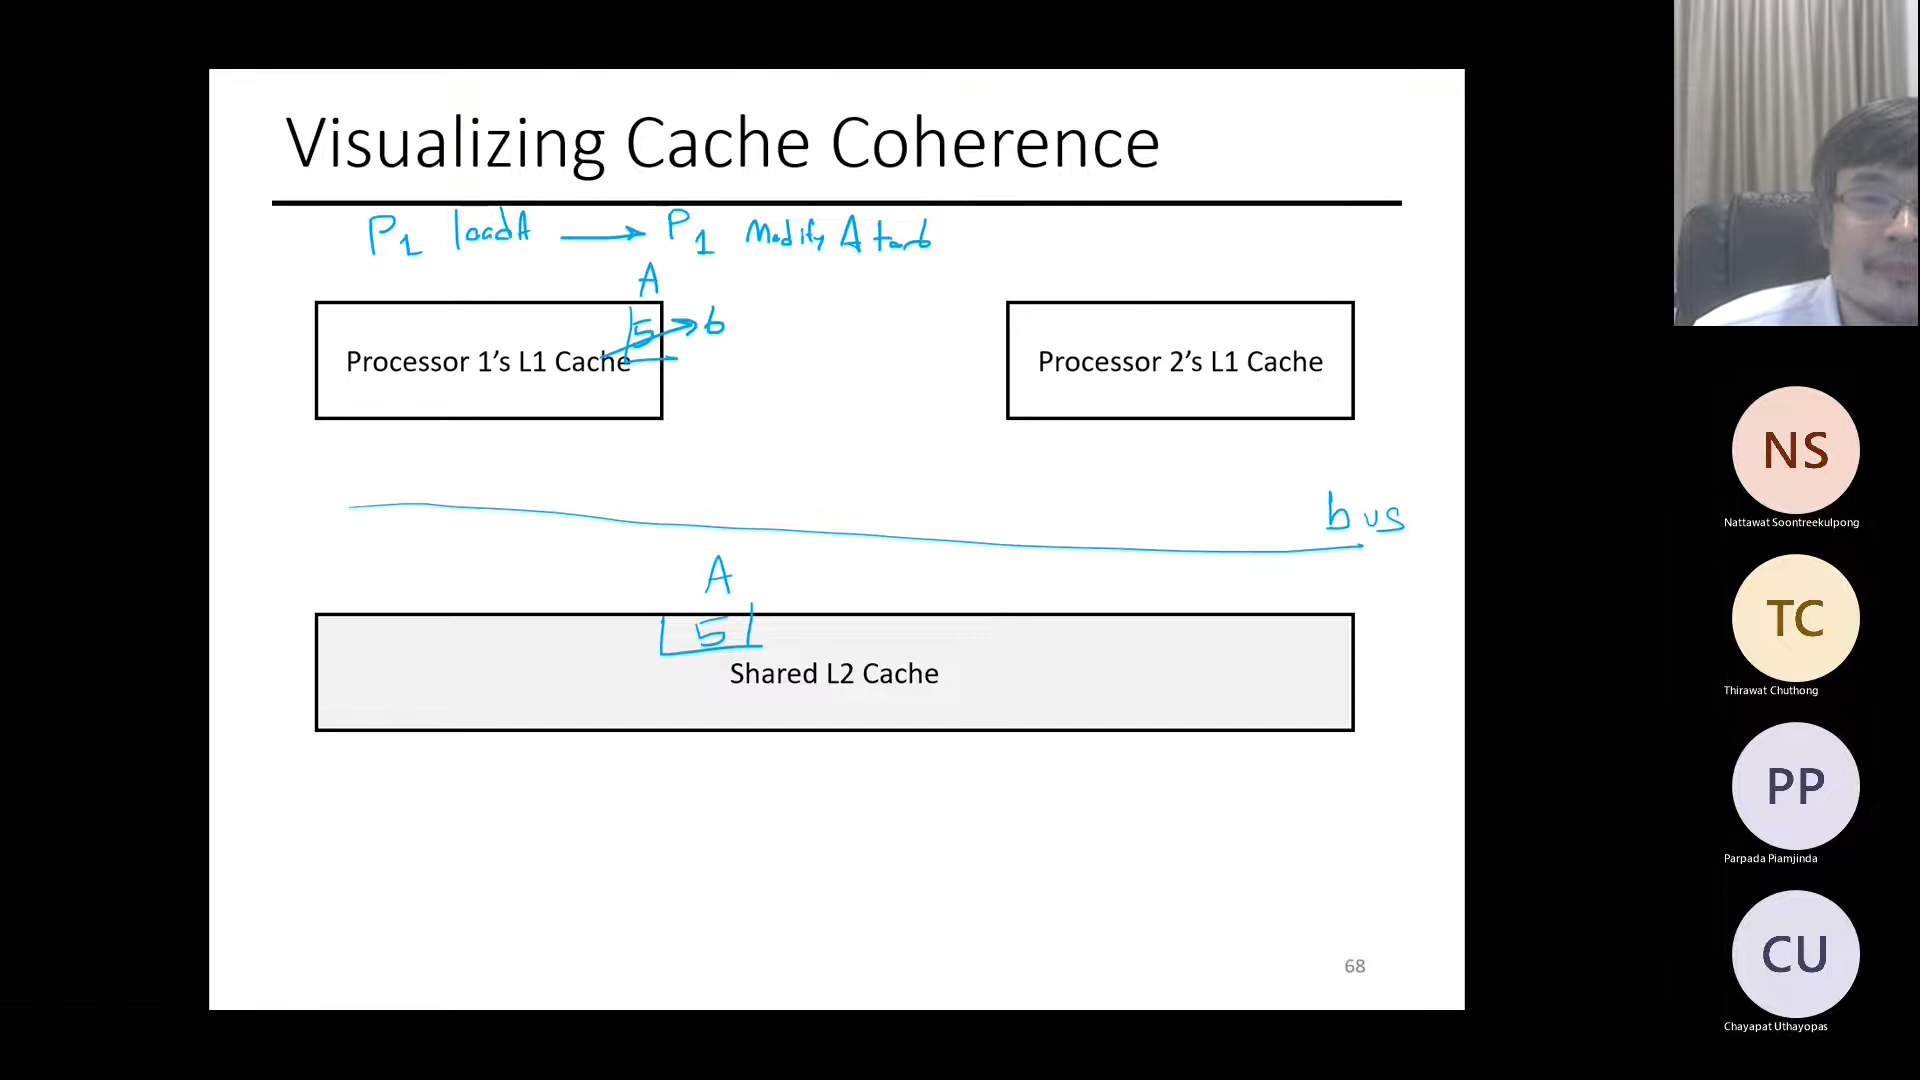 Visualizing Cache Coherence
P1 load A → P1 Modify A to 6
A
5 → 6
Processor 1's L1 Cache
Processor 2's L1 Cache
bus
A
5
Shared L2 Cache
68
NS
Nattawat Soontreekulpong
TC
Thirawat Chuthong
PP
Parpada Piamjinda
CU
Chayapat Uthayopas